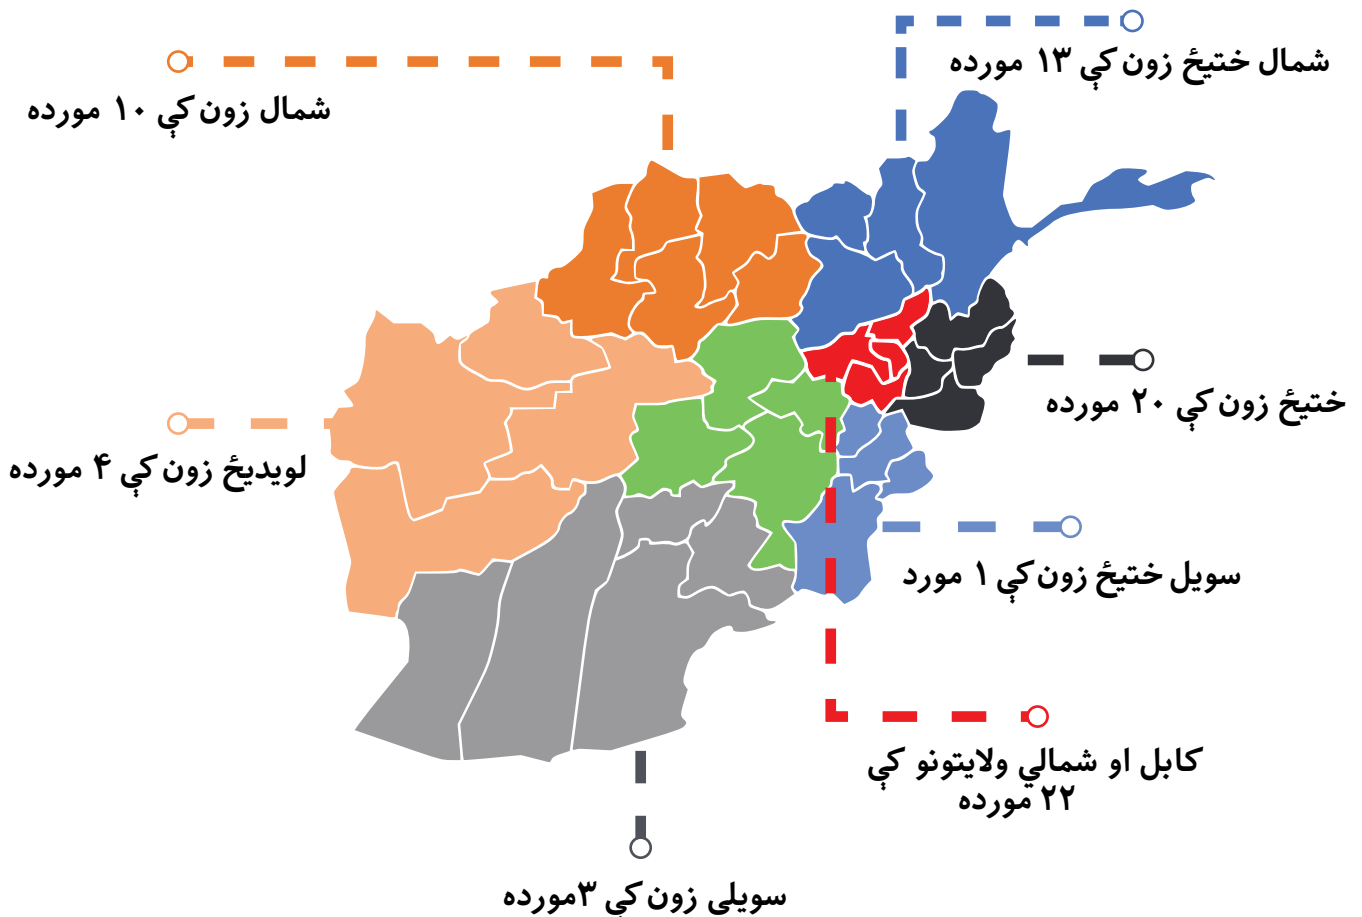 شمال ختیځ زون کې ۱۳ مورده
شمال زون کې ۱۰ مورده
ختیځ زون کې ۲۰ مورده
لویدیځ زون کې ۴ مورده
سویل ختیځ زون کې ۱ مورد
کابل او شمالي ولایتونو کې
۲۲ مورده
سویلي زون کې ۳مورده